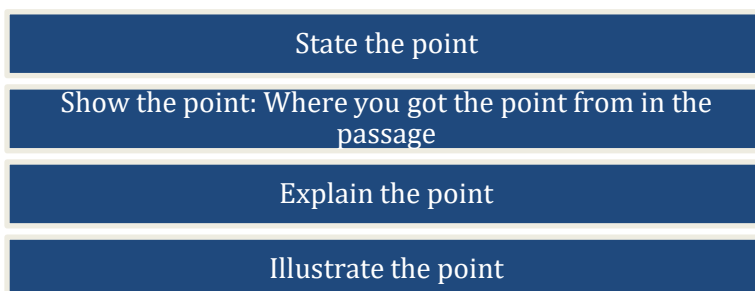 State the point
Show the point: Where you got the point from in the
passage
Explain the point
Illustrate the point